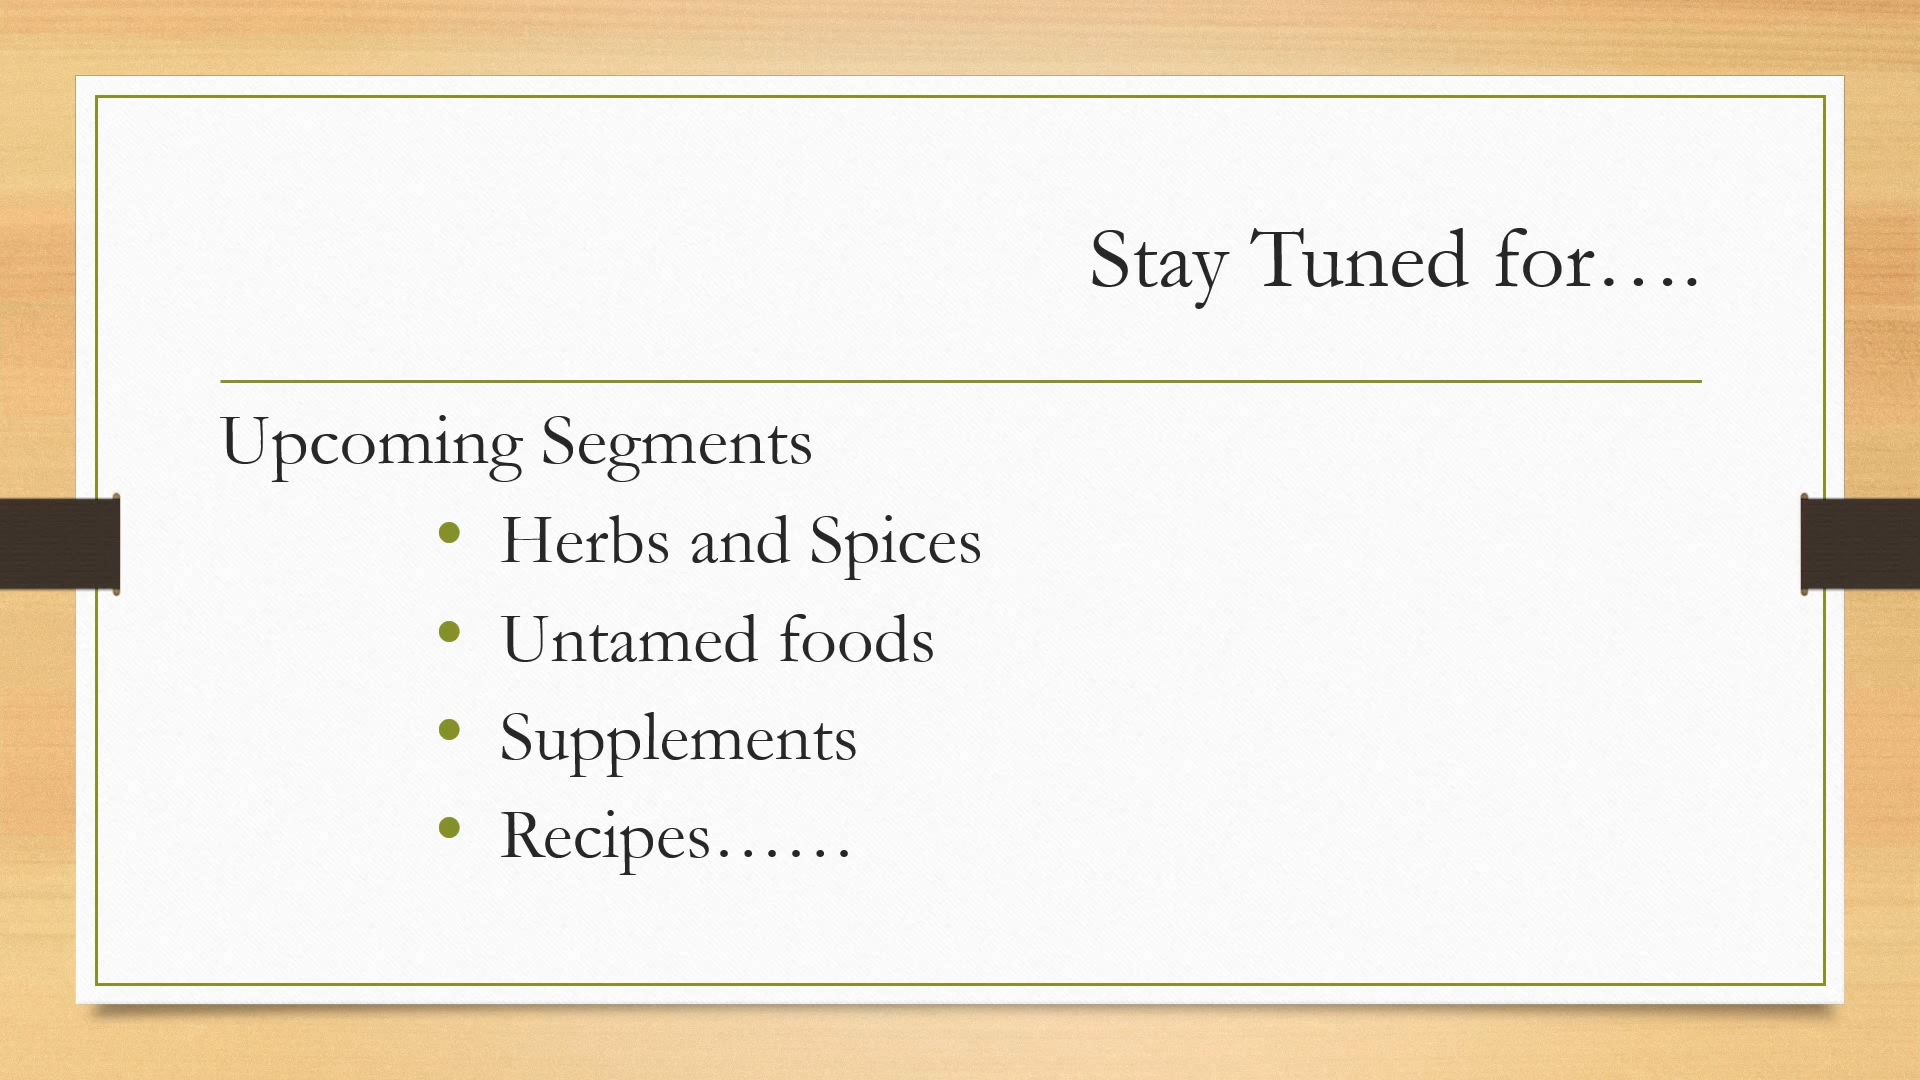 Stay Tuned for….
Upcoming Segments
• Herbs and Spices
• Untamed foods
• Supplements
• Recipes……